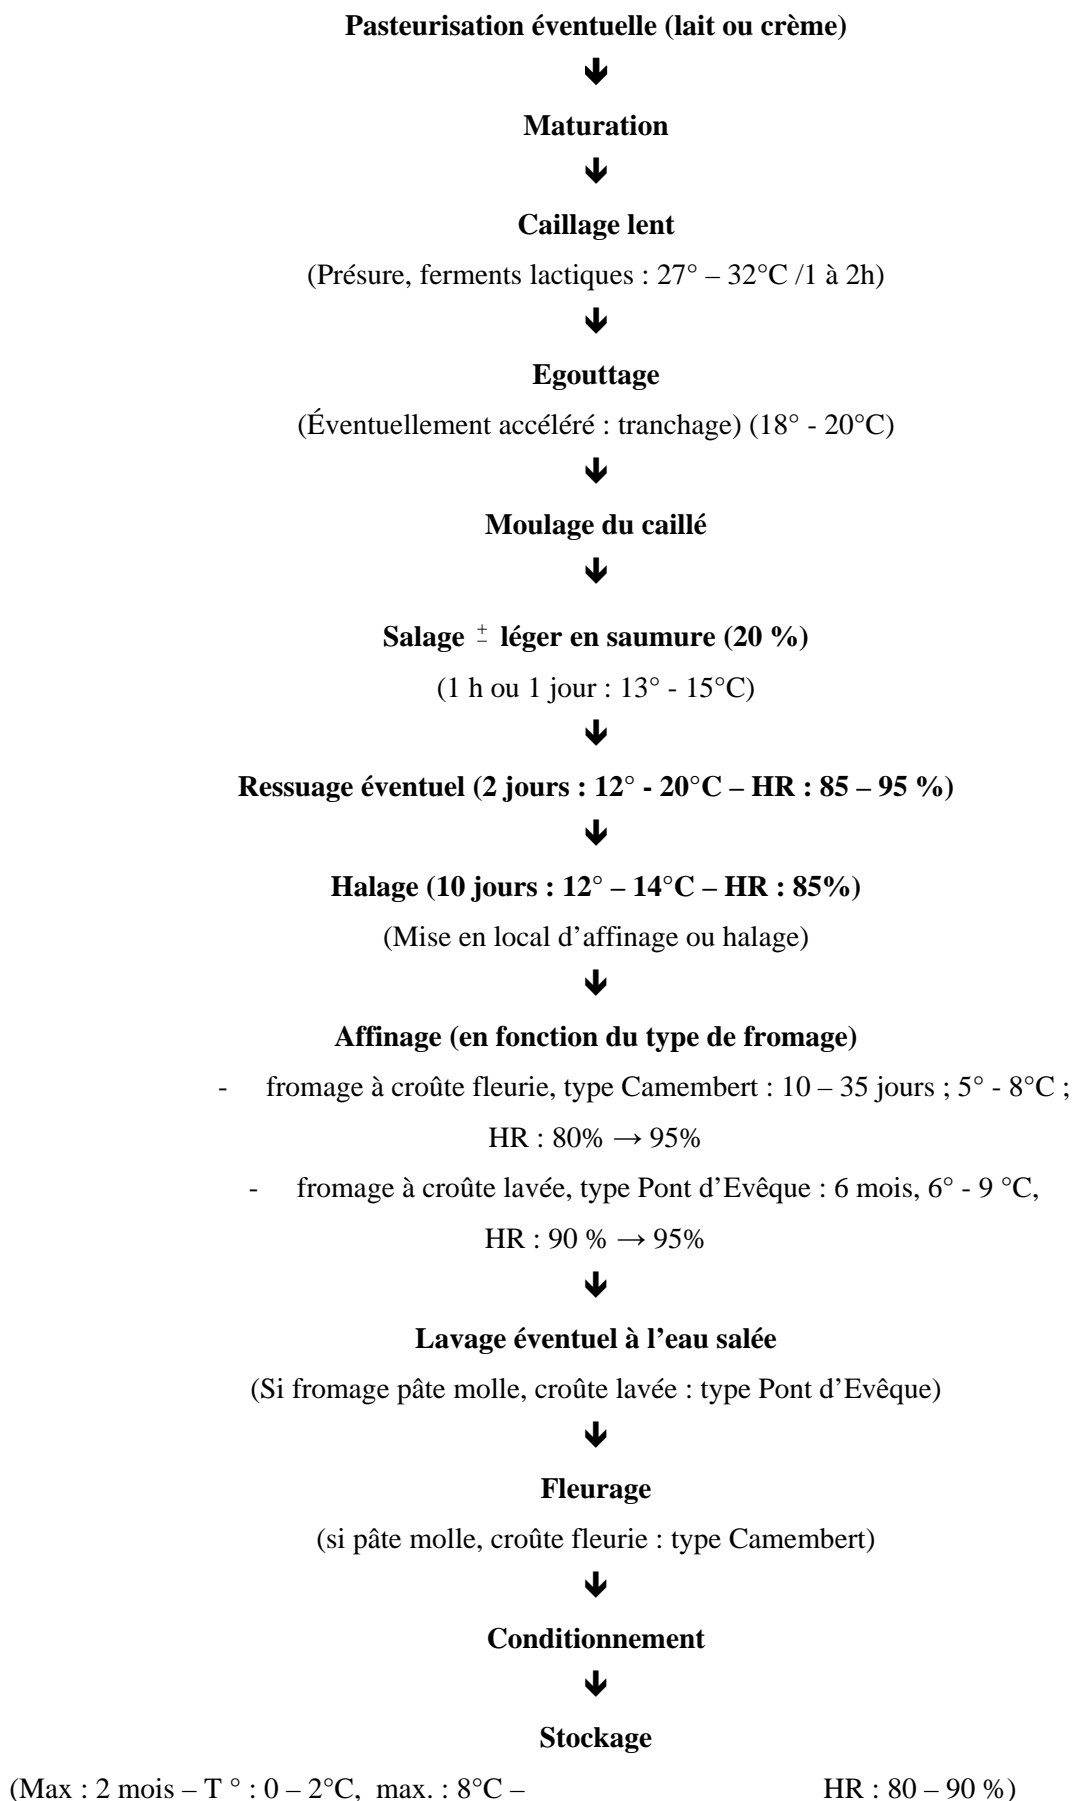 Pasteurisation éventuelle (lait ou crème)
🡻
Maturation
🡻
Caillage lent
(Présure, ferments lactiques : 27° – 32°C /1 à 2h)
🡻
Egouttage
(Éventuellement accéléré : tranchage) (18° - 20°C)
🡻
Moulage du caillé
🡻
Salage ± léger en saumure (20 %)
(1 h ou 1 jour : 13° - 15°C)
🡻
Ressuage éventuel (2 jours : 12° - 20°C – HR : 85 – 95 %)
🡻
Halage (10 jours : 12° – 14°C – HR : 85%)
(Mise en local d’affinage ou halage)
🡻
Affinage (en fonction du type de fromage)
- fromage à croûte fleurie, type Camembert : 10 – 35 jours ; 5° - 8°C ;
HR : 80% → 95%
- fromage à croûte lavée, type Pont d’Evêque : 6 mois, 6° - 9 °C,
HR : 90 % → 95%
🡻
Lavage éventuel à l’eau salée
(Si fromage pâte molle, croûte lavée : type Pont d’Evêque)
🡻
Fleurage
(si pâte molle, croûte fleurie : type Camembert)
🡻
Conditionnement
🡻
Stockage
(Max : 2 mois – T ° : 0 – 2°C, max. : 8°C – HR : 80 – 90 %)